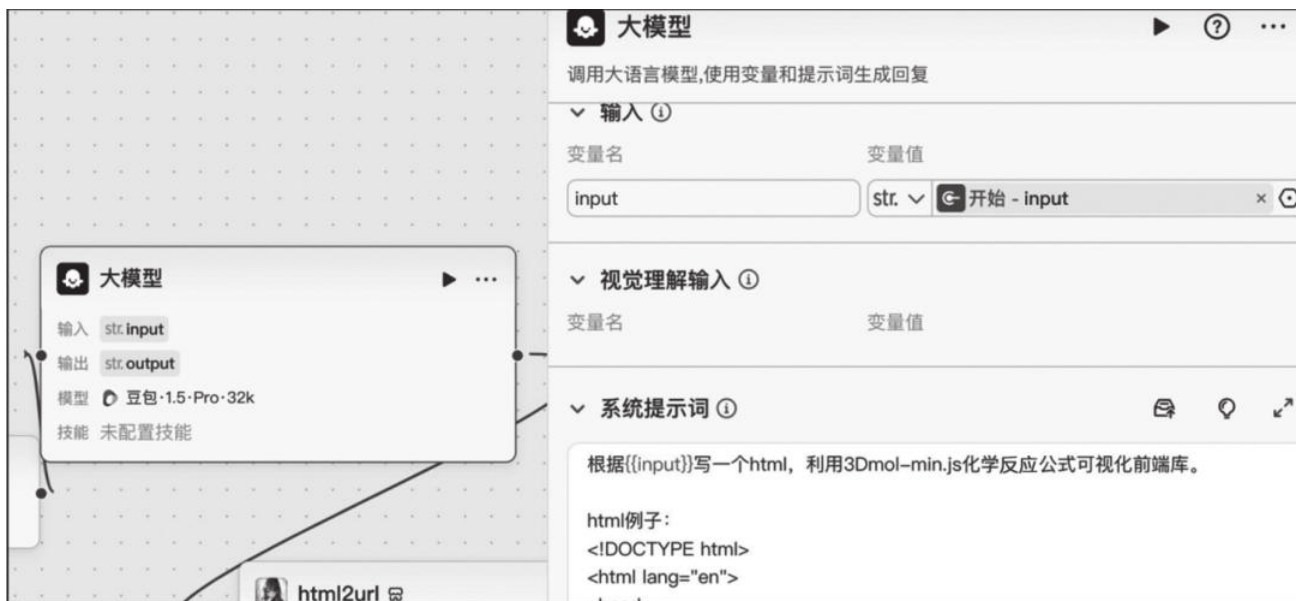 大模型
调用大语言模型,使用变量和提示词生成回复
输入
变量名 变量值
input str. 开始 - input
视觉理解输入
变量名 变量值
系统提示词
根据{{input}}写一个html，利用3Dmol-min.js化学反应公式可视化前端库。
html例子：
<!DOCTYPE html>
<html lang="en">
大模型
输入 str. input
输出 str. output
模型 豆包·1.5·Pro·32k
技能 未配置技能
html2url